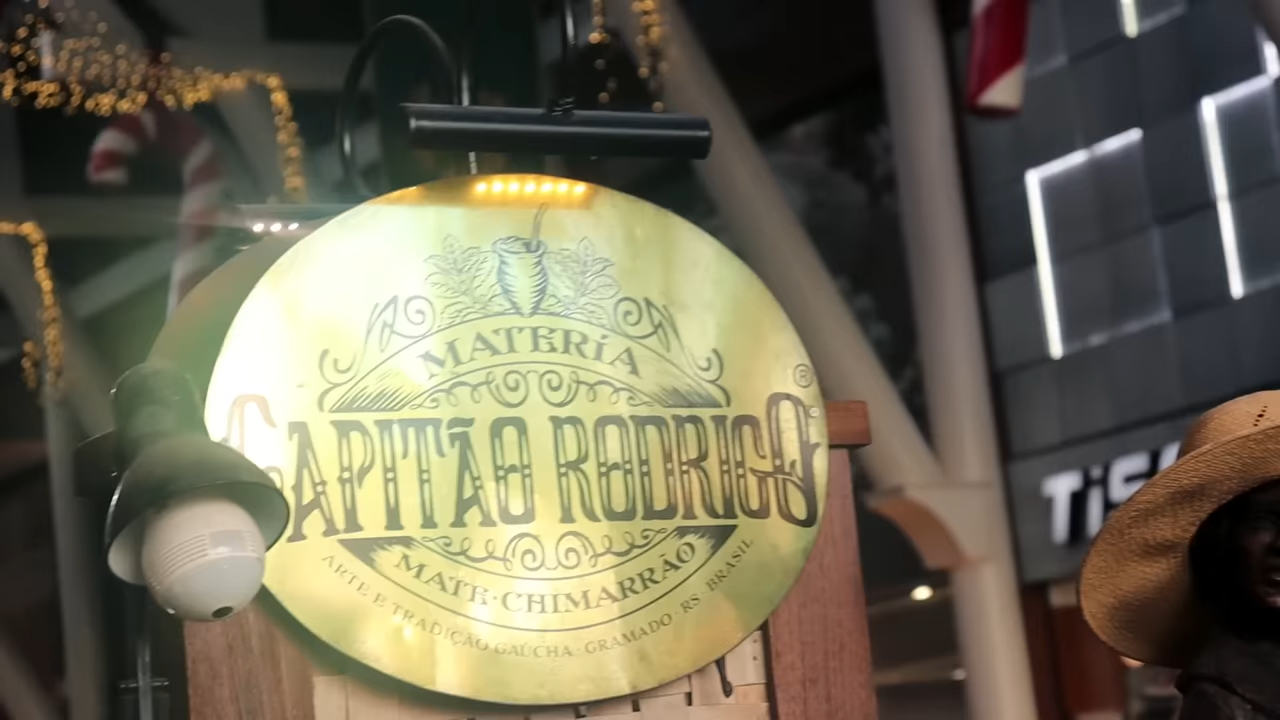 MATERIA
CAPITÃO RODRIGO®
MATE·CHIMARRÃO
ARTE E TRADIÇÃO GAÚCHA · GRAMADO · RS · BRASIL